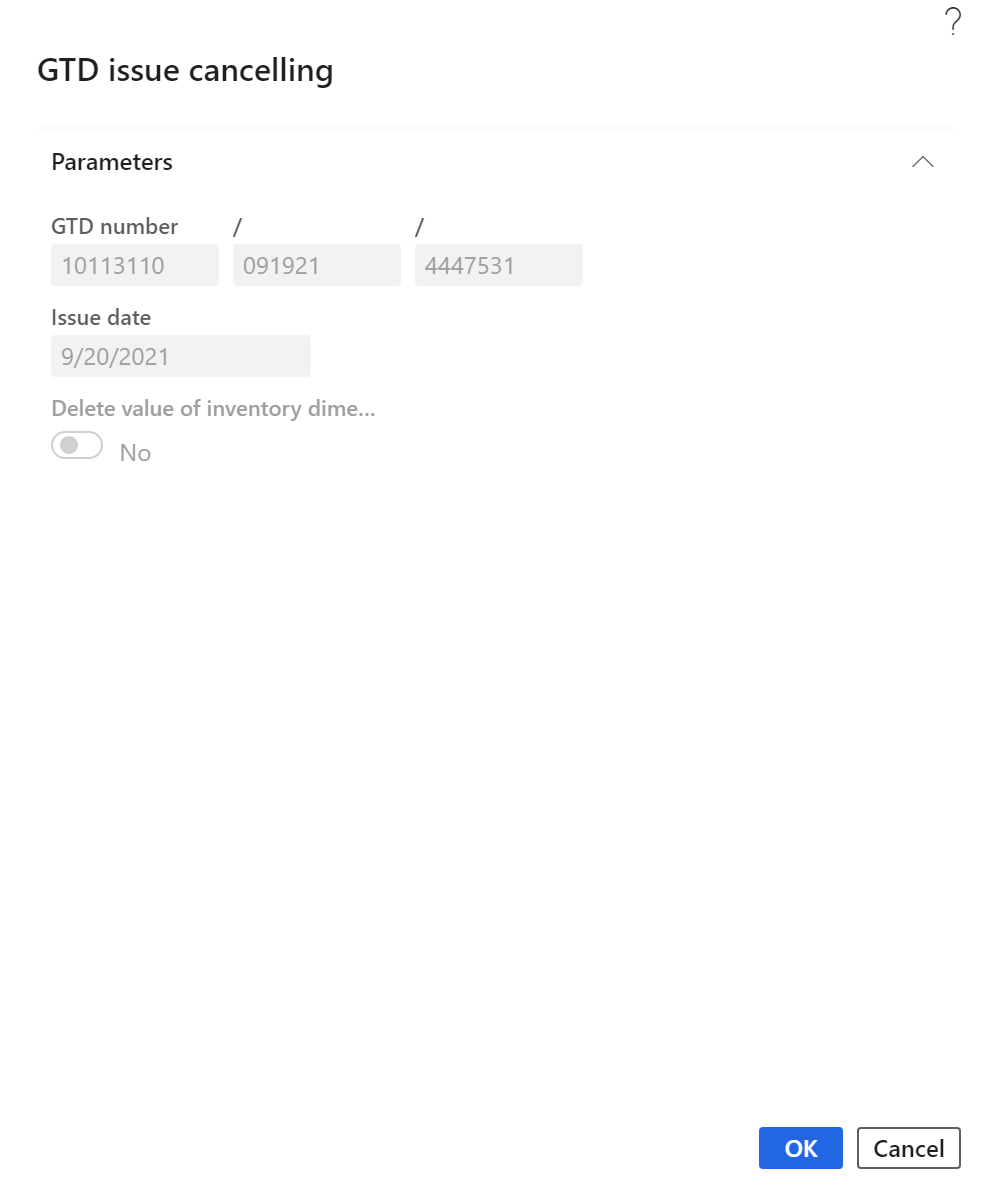 ?
GTD issue cancelling
Parameters
GTD number / /
10113110 091921 4447531
Issue date
9/20/2021
Delete value of inventory dime...
No
OK Cancel